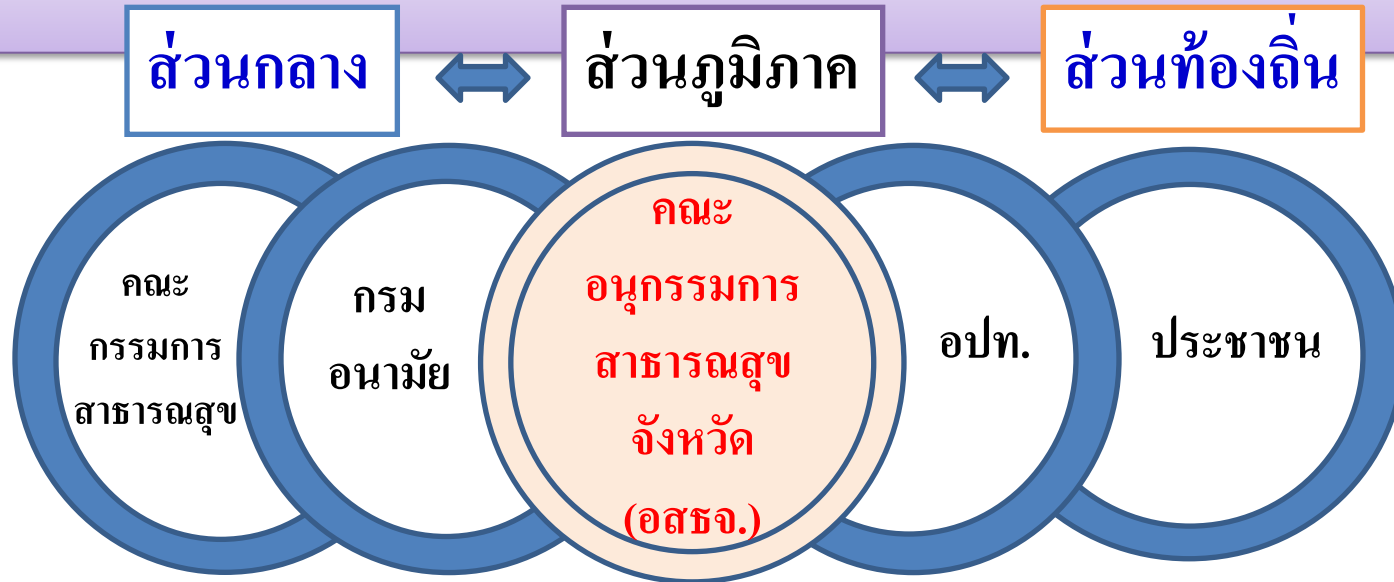 ส่วนกลาง
ส่วนภูมิภาค
ส่วนท้องถิ่น
คณะ
กรรมการ
สาธารณสุข
กรม
อนามัย
คณะ
อนุกรรมการ
สาธารณสุข
จังหวัด
(อสธจ.)
อปท.
ประชาชน